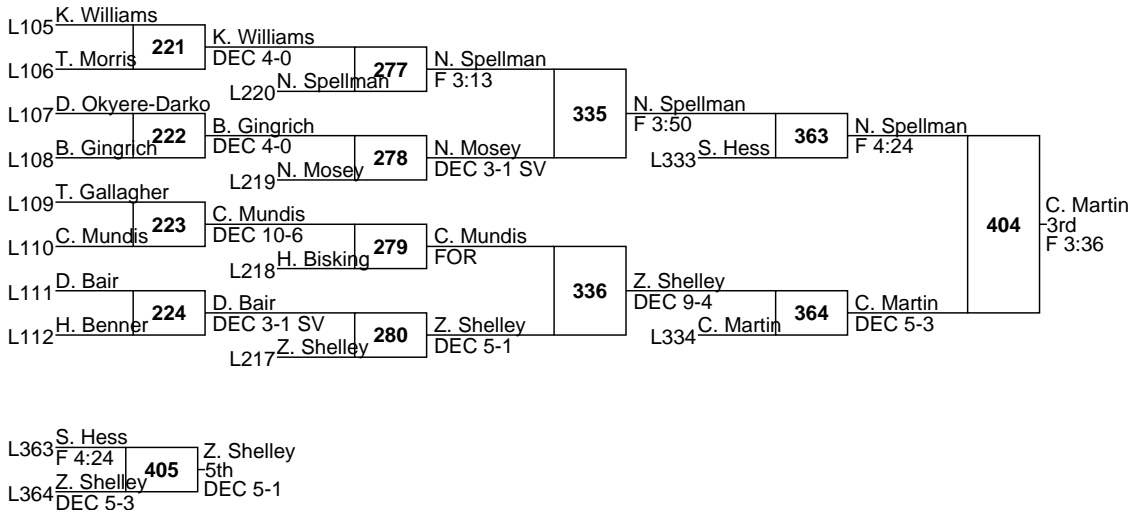 K. Williams
L105
221
K. Williams
DEC 4-0
T. Morris
L106
277
N. Spellman
F 3:13
N. Spellman
L220
D. Okyere-Darko
L107
222
B. Gingrich
DEC 4-0
B. Gingrich
L108
335
N. Spellman
F 3:50
278
N. Mosey
DEC 3-1 SV
N. Mosey
L219
363
N. Spellman
F 4:24
S. Hess
L333
T. Gallagher
L109
223
C. Mundis
DEC 10-6
C. Mundis
L110
279
C. Mundis
FOR
H. Bisking
L218
404
C. Martin
3rd
F 3:36
D. Bair
L111
224
D. Bair
DEC 3-1 SV
H. Benner
L112
336
Z. Shelley
DEC 9-4
280
Z. Shelley
DEC 5-1
Z. Shelley
L217
364
C. Martin
DEC 5-3
C. Martin
L334
S. Hess
L363
F 4:24
405
Z. Shelley
5th
DEC 5-1
Z. Shelley
L364
DEC 5-3